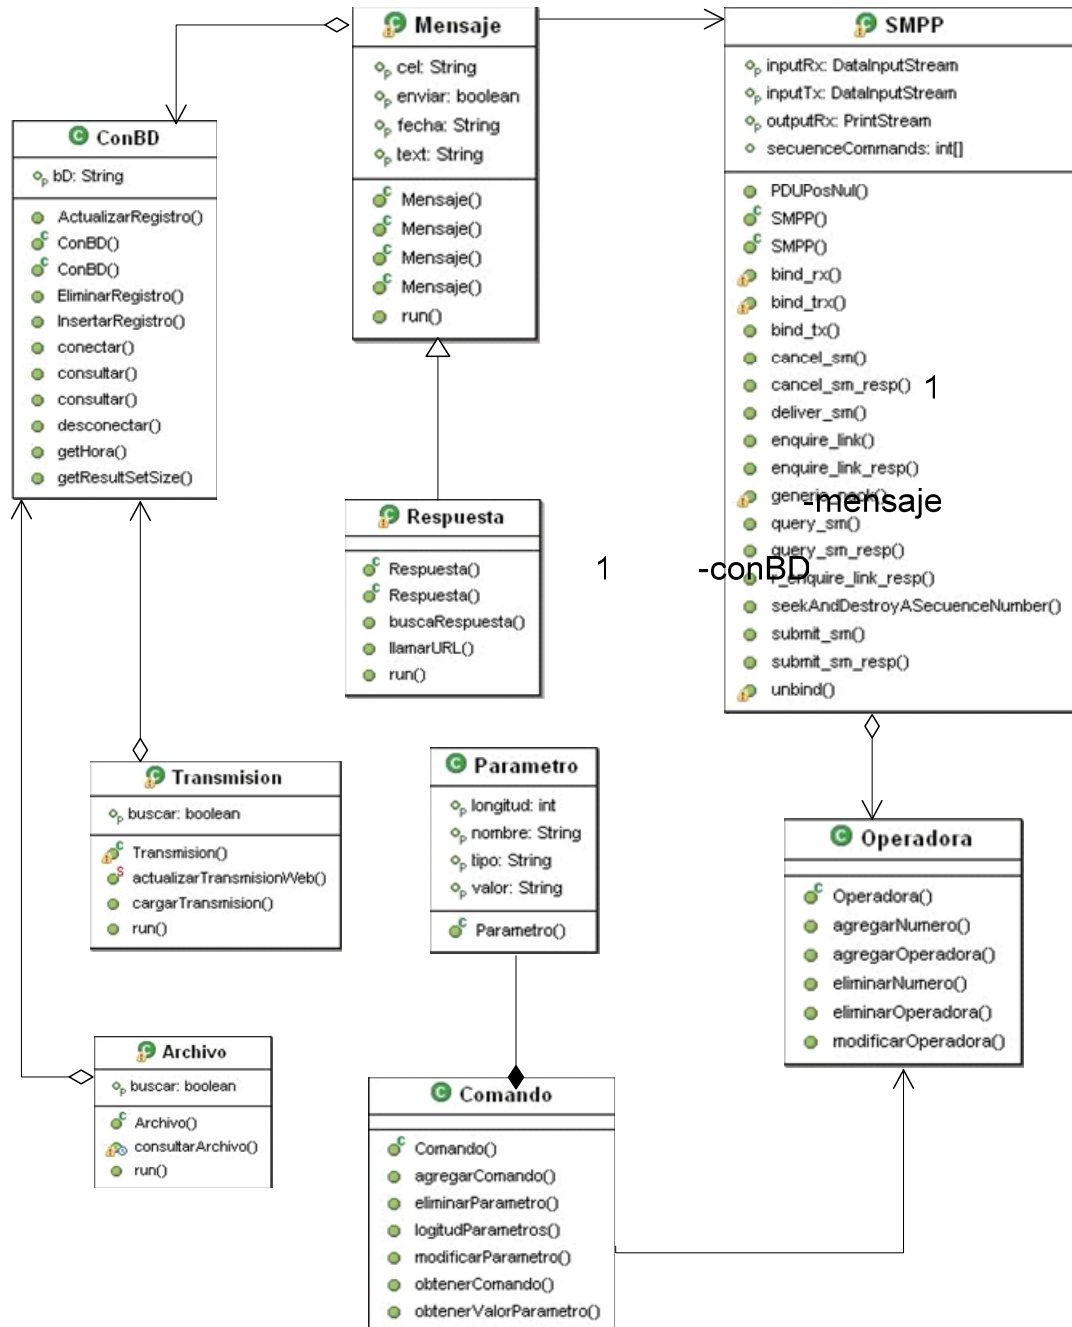 Mensaje
cel: String
enviar: boolean
fecha: String
text: String
Mensaje()
Mensaje()
Mensaje()
Mensaje()
run()
SMPP
inputRx: DataInputStream
inputTx: DataInputStream
outputRx: PrintStream
secuenceCommands: int[]
PDUPosNul()
SMPP()
SMPP()
bind_rx()
bind_trx()
bind_tx()
cancel_sm()
cancel_sm_resp()
1
deliver_sm()
enquire_link()
enquire_link_resp()
-mensaje
query_sm()
query_sm_resp()
1
-conBD
r_enquire_link_resp()
seekAndDestroyASecuenceNumber()
submit_sm()
submit_sm_resp()
unbind()
ConBD
bD: String
ActualizarRegistro()
ConBD()
ConBD()
EliminarRegistro()
InsertarRegistro()
conectar()
consultar()
consultar()
desconectar()
getHora()
getResultSetSize()
Respuesta
Respuesta()
Respuesta()
buscaRespuesta()
llamarURL()
run()
Transmision
buscar: boolean
Transmision()
actualizarTransmisionWeb()
cargarTransmision()
run()
Parametro
longitud: int
nombre: String
tipo: String
valor: String
Parametro()
Operadora
Operadora()
agregarNumero()
agregarOperadora()
eliminarNumero()
eliminarOperadora()
modificarOperadora()
Archivo
buscar: boolean
Archivo()
consultarArchivo()
run()
Comando
Comando()
agregarComando()
eliminarParametro()
logitudParametros()
modificarParametro()
obtenerComando()
obtenerValorParametro()